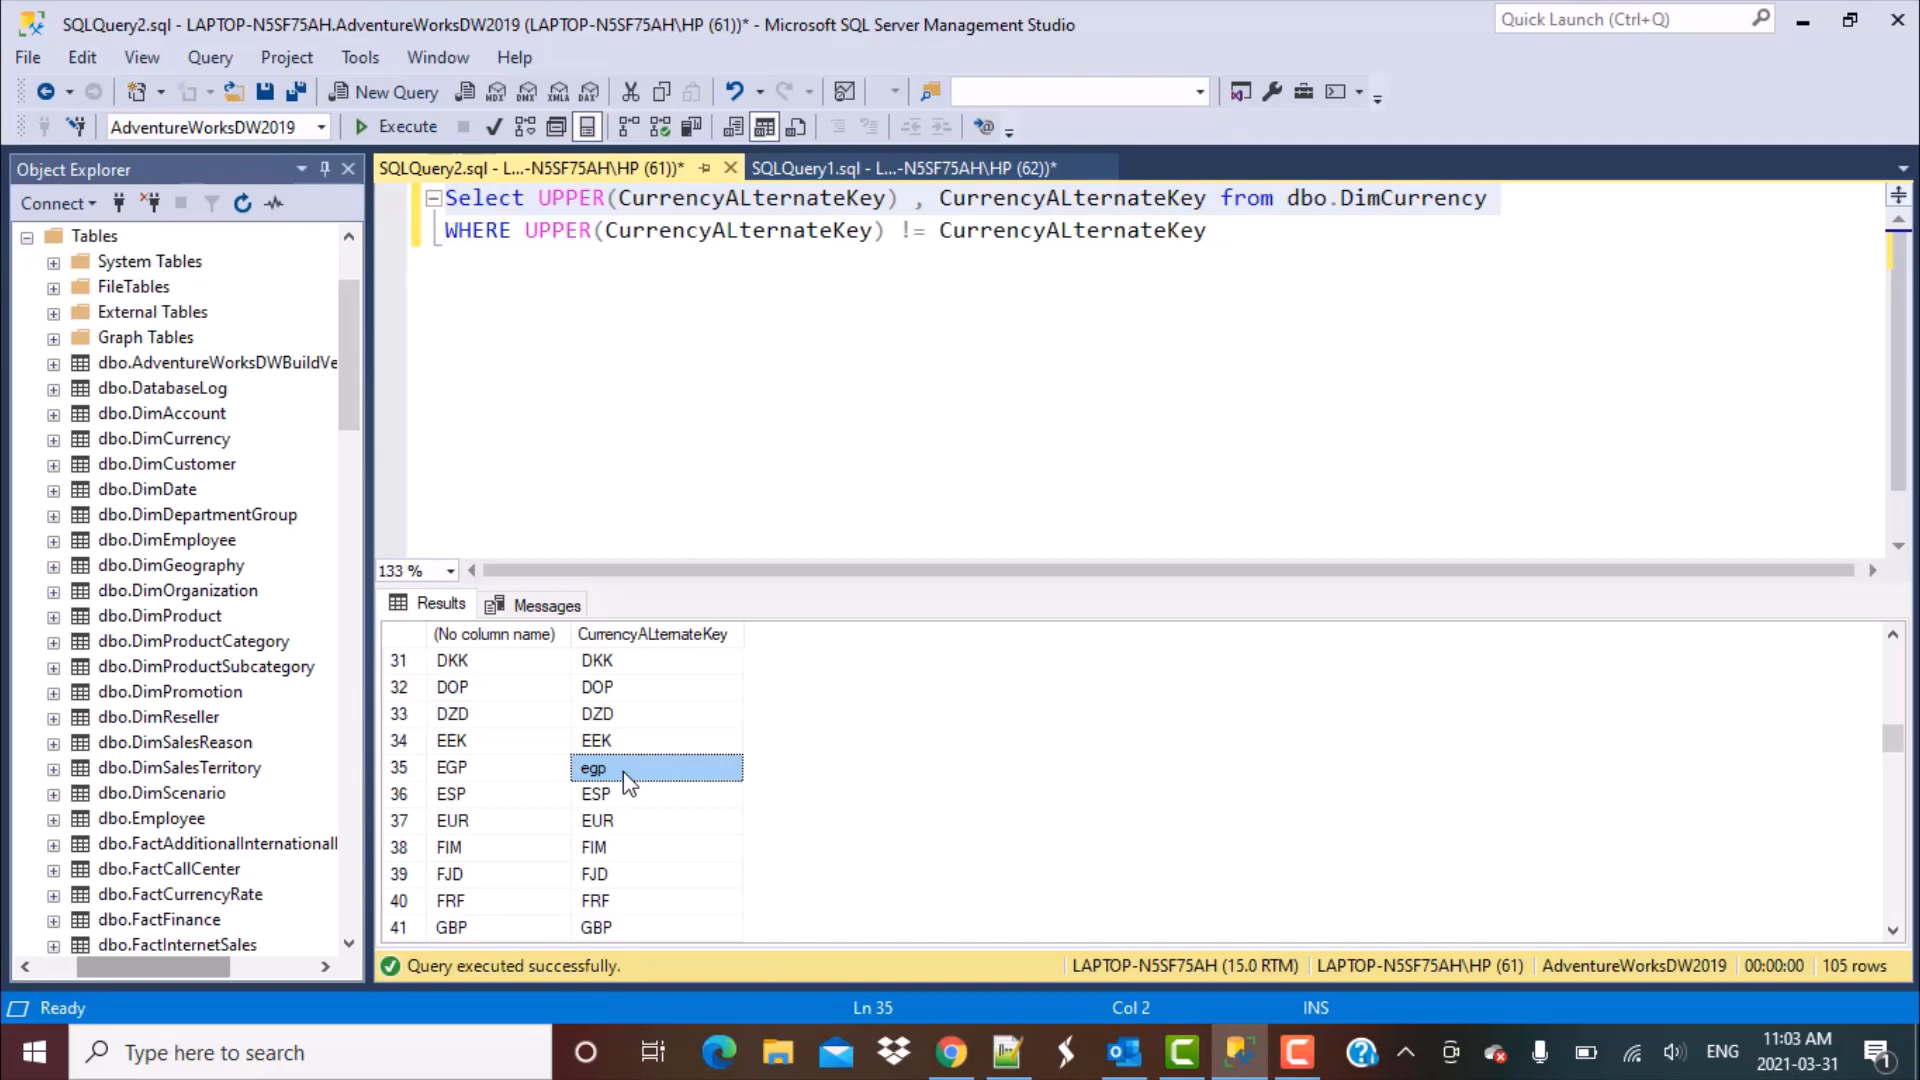 SQLQuery2.sql - LAPTOP-N5SF75AH.AdventureWorksDW2019 (LAPTOP-N5SF75AH\HP (61))* - Microsoft SQL Server Management Studio
Quick Launch (Ctrl+Q)
File Edit View Query Project Tools Window Help
New Query MDX DMX XMLA DAX
AdventureWorksDW2019 Execute
Object Explorer
Connect
Tables
System Tables
FileTables
External Tables
Graph Tables
dbo.AdventureWorksDWBuildVe
dbo.DatabaseLog
dbo.DimAccount
dbo.DimCurrency
dbo.DimCustomer
dbo.DimDate
dbo.DimDepartmentGroup
dbo.DimEmployee
dbo.DimGeography
dbo.DimOrganization
dbo.DimProduct
dbo.DimProductCategory
dbo.DimProductSubcategory
dbo.DimPromotion
dbo.DimReseller
dbo.DimSalesReason
dbo.DimSalesTerritory
dbo.DimScenario
dbo.Employee
dbo.FactAdditionalInternationalI
dbo.FactCallCenter
dbo.FactCurrencyRate
dbo.FactFinance
dbo.FactInternetSales
SQLQuery2.sql - L...-N5SF75AH\HP (61))* SQLQuery1.sql - L...-N5SF75AH\HP (62))*
Select UPPER(CurrencyALternateKey) , CurrencyALternateKey from dbo.DimCurrency
WHERE UPPER(CurrencyALternateKey) != CurrencyALternateKey
133 %
Results Messages
(No column name) CurrencyALternateKey
31 DKK DKK
32 DOP DOP
33 DZD DZD
34 EEK EEK
35 EGP egp
36 ESP ESP
37 EUR EUR
38 FIM FIM
39 FJD FJD
40 FRF FRF
41 GBP GBP
Query executed successfully. LAPTOP-N5SF75AH (15.0 RTM) LAPTOP-N5SF75AH\HP (61) AdventureWorksDW2019 00:00:00 105 rows
Ready Ln 35 Col 2 INS
Type here to search
ENG
11:03 AM
2021-03-31
1